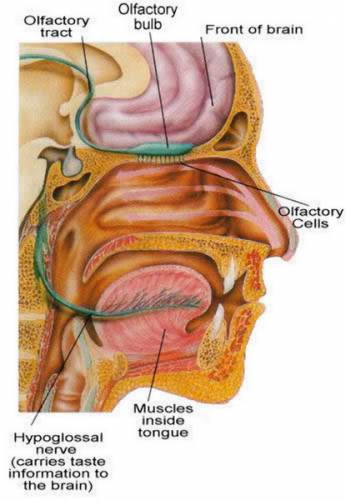 Olfactory
tract
Olfactory
bulb
Front of brain
Olfactory
Cells
Muscles
inside
tongue
Hypoglossal
nerve
(carries taste
information to
the brain)